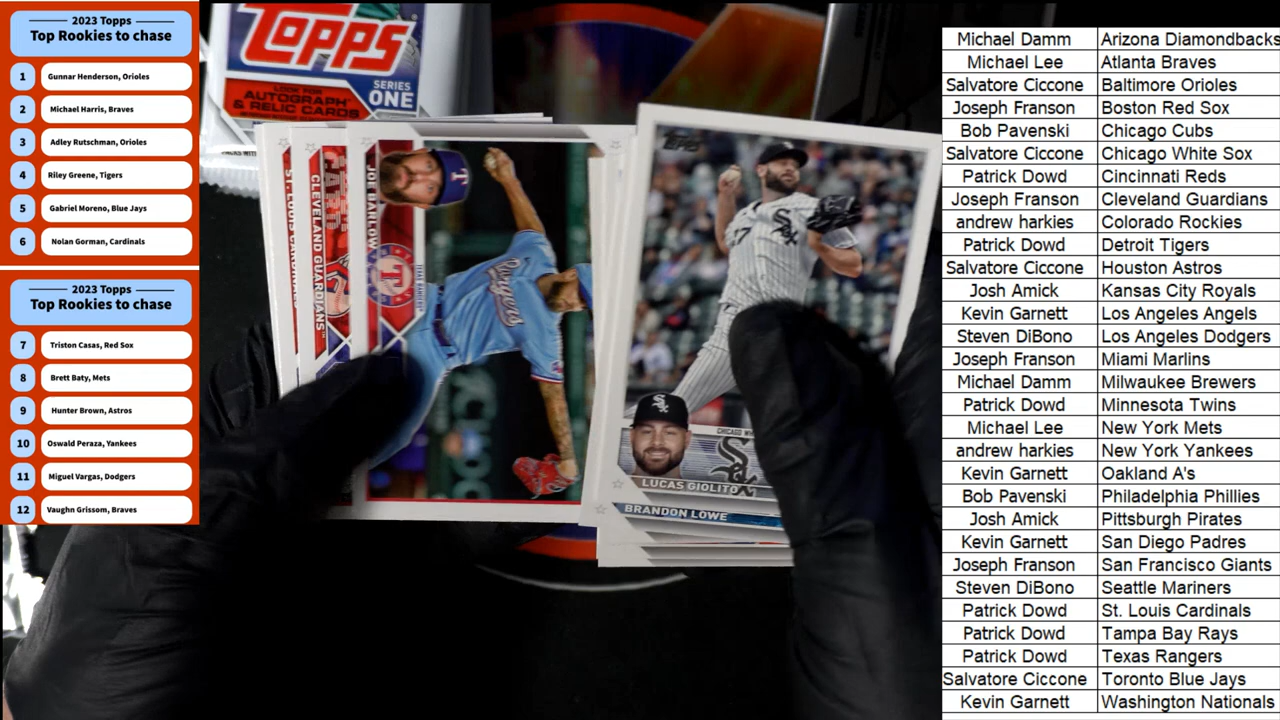 2023 Topps
Top Rookies to chase
1 Gunnar Henderson, Orioles
2 Michael Harris, Braves
3 Adley Rutschman, Orioles
4 Riley Greene, Tigers
5 Gabriel Moreno, Blue Jays
6 Nolan Gorman, Cardinals
2023 Topps
Top Rookies to chase
7 Triston Casas, Red Sox
8 Brett Baty, Mets
9 Hunter Brown, Astros
10 Oswald Peraza, Yankees
11 Miguel Vargas, Dodgers
12 Vaughn Grissom, Braves
TOPPS
SERIES
ONE
LOOK FOR
AUTOGRAPH
& RELIC CARDS
CLEVELAND GUARDIANS
JOE BARLOW
T
Rangers
Sox
LUCAS GIOLITO
BRANDON LOWE
Michael Damm Arizona Diamondbacks
Michael Lee Atlanta Braves
Salvatore Ciccone Baltimore Orioles
Joseph Franson Boston Red Sox
Bob Pavenski Chicago Cubs
Salvatore Ciccone Chicago White Sox
Patrick Dowd Cincinnati Reds
Joseph Franson Cleveland Guardians
andrew harkies Colorado Rockies
Patrick Dowd Detroit Tigers
Salvatore Ciccone Houston Astros
Josh Amick Kansas City Royals
Kevin Garnett Los Angeles Angels
Steven DiBono Los Angeles Dodgers
Joseph Franson Miami Marlins
Michael Damm Milwaukee Brewers
Patrick Dowd Minnesota Twins
Michael Lee New York Mets
andrew harkies New York Yankees
Kevin Garnett Oakland A's
Bob Pavenski Philadelphia Phillies
Josh Amick Pittsburgh Pirates
Kevin Garnett San Diego Padres
Joseph Franson San Francisco Giants
Steven DiBono Seattle Mariners
Patrick Dowd St. Louis Cardinals
Patrick Dowd Tampa Bay Rays
Patrick Dowd Texas Rangers
Salvatore Ciccone Toronto Blue Jays
Kevin Garnett Washington Nationals